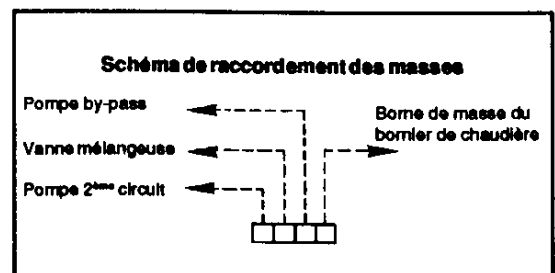 Schéma de raccordement des masses
Pompe by-pass
Vanne mélangeuse
Pompe 2ème circuit
Borne de masse du
bornier de chaudière